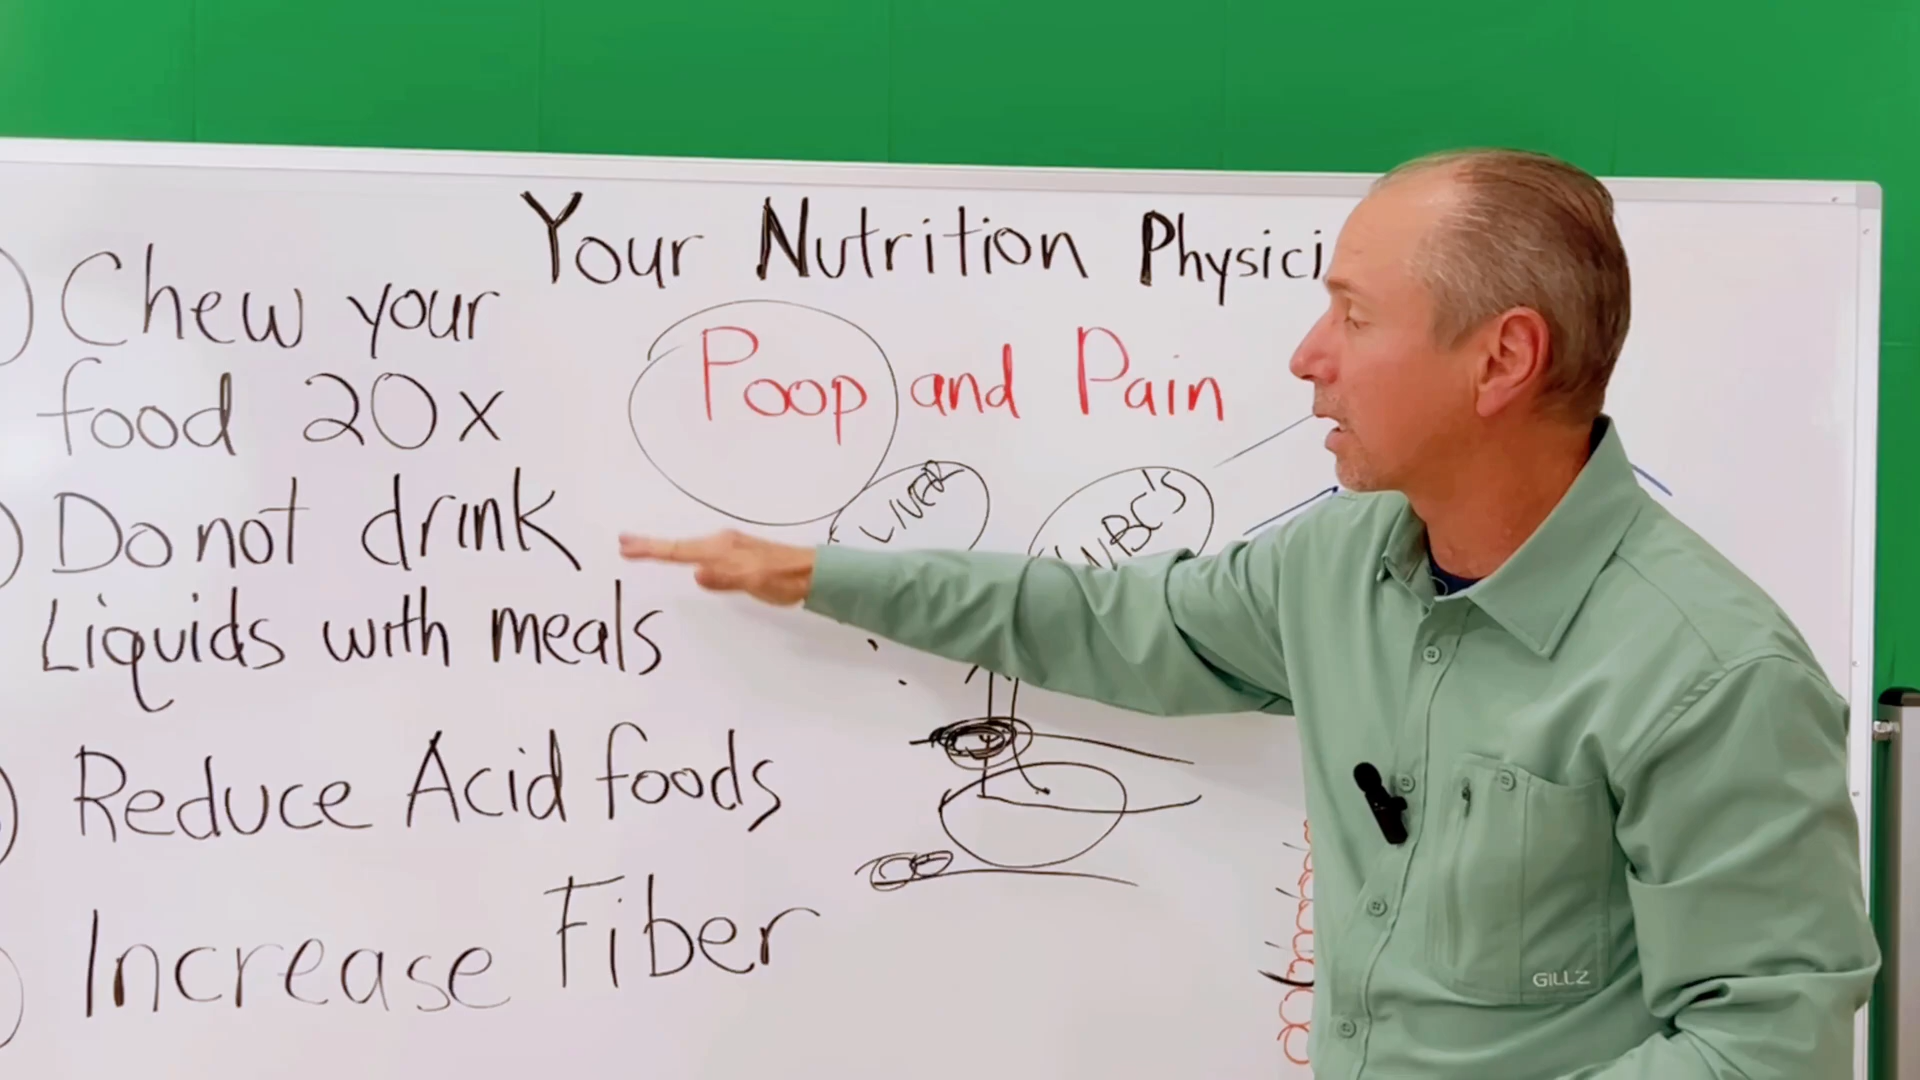 Your Nutrition Physici
Poop and Pain
Chew your
food 20x
Do not drink
Liquids with meals
Reduce Acid foods
Increase Fiber
LIVER
WBC'S
GILLZ